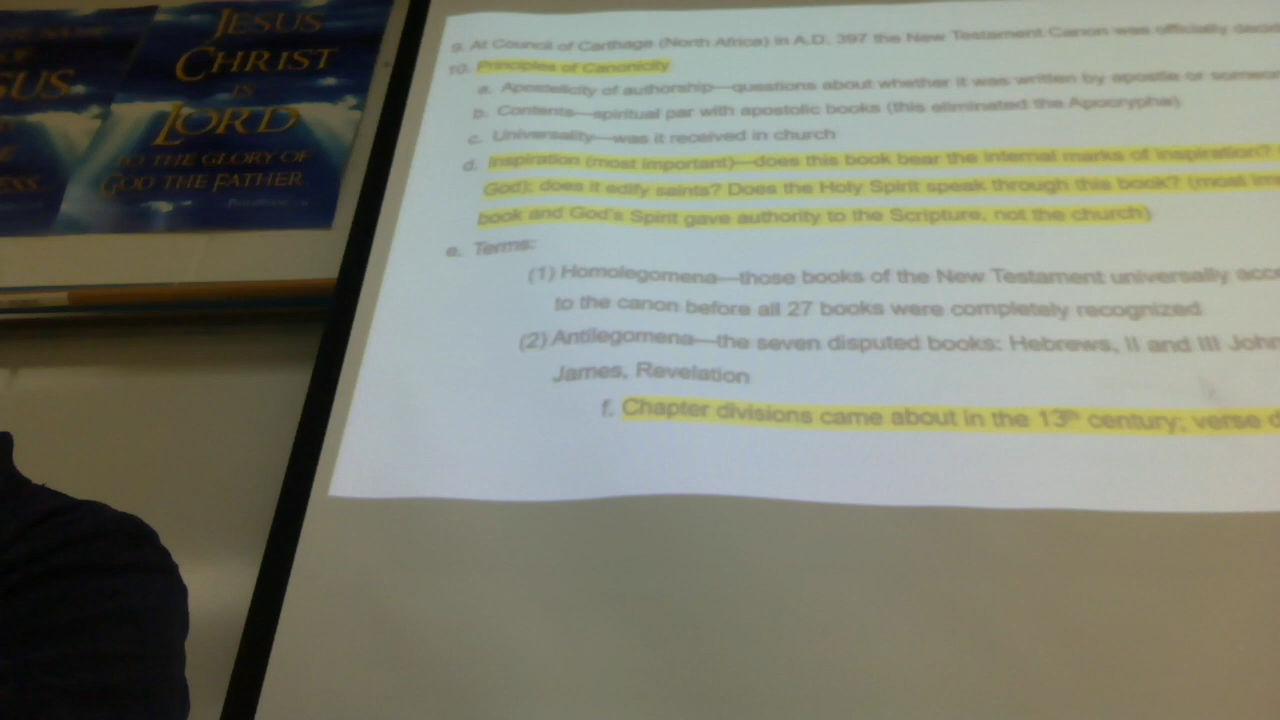 SUS
JESUS
CHRIST
IS
LORD
TO THE GLORY OF
GOD THE FATHER
9. At Council of Carthage (North Africa) in A.D. 397 the New Testament Canon was officially
10. Principles of Canonicity
a. Apostolicity of authorship—questions about whether it was written by apostle or
b. Contents—spiritual par with apostolic books (this eliminated the Apocrypha)
c. Universality—was it received in church
d. Inspiration (most important)—does this book bear the internal marks of inspiration?
God); does it edify saints? Does the Holy Spirit speak through this book? (most
book and God's Spirit gave authority to the Scripture, not the church)
e. Terms:
(1) Homolegomena—those books of the New Testament universally
to the canon before all 27 books were completely recognized
(2) Antilegomena—the seven disputed books: Hebrews, II and III John
James, Revelation
f. Chapter divisions came about in the 13th century; verse